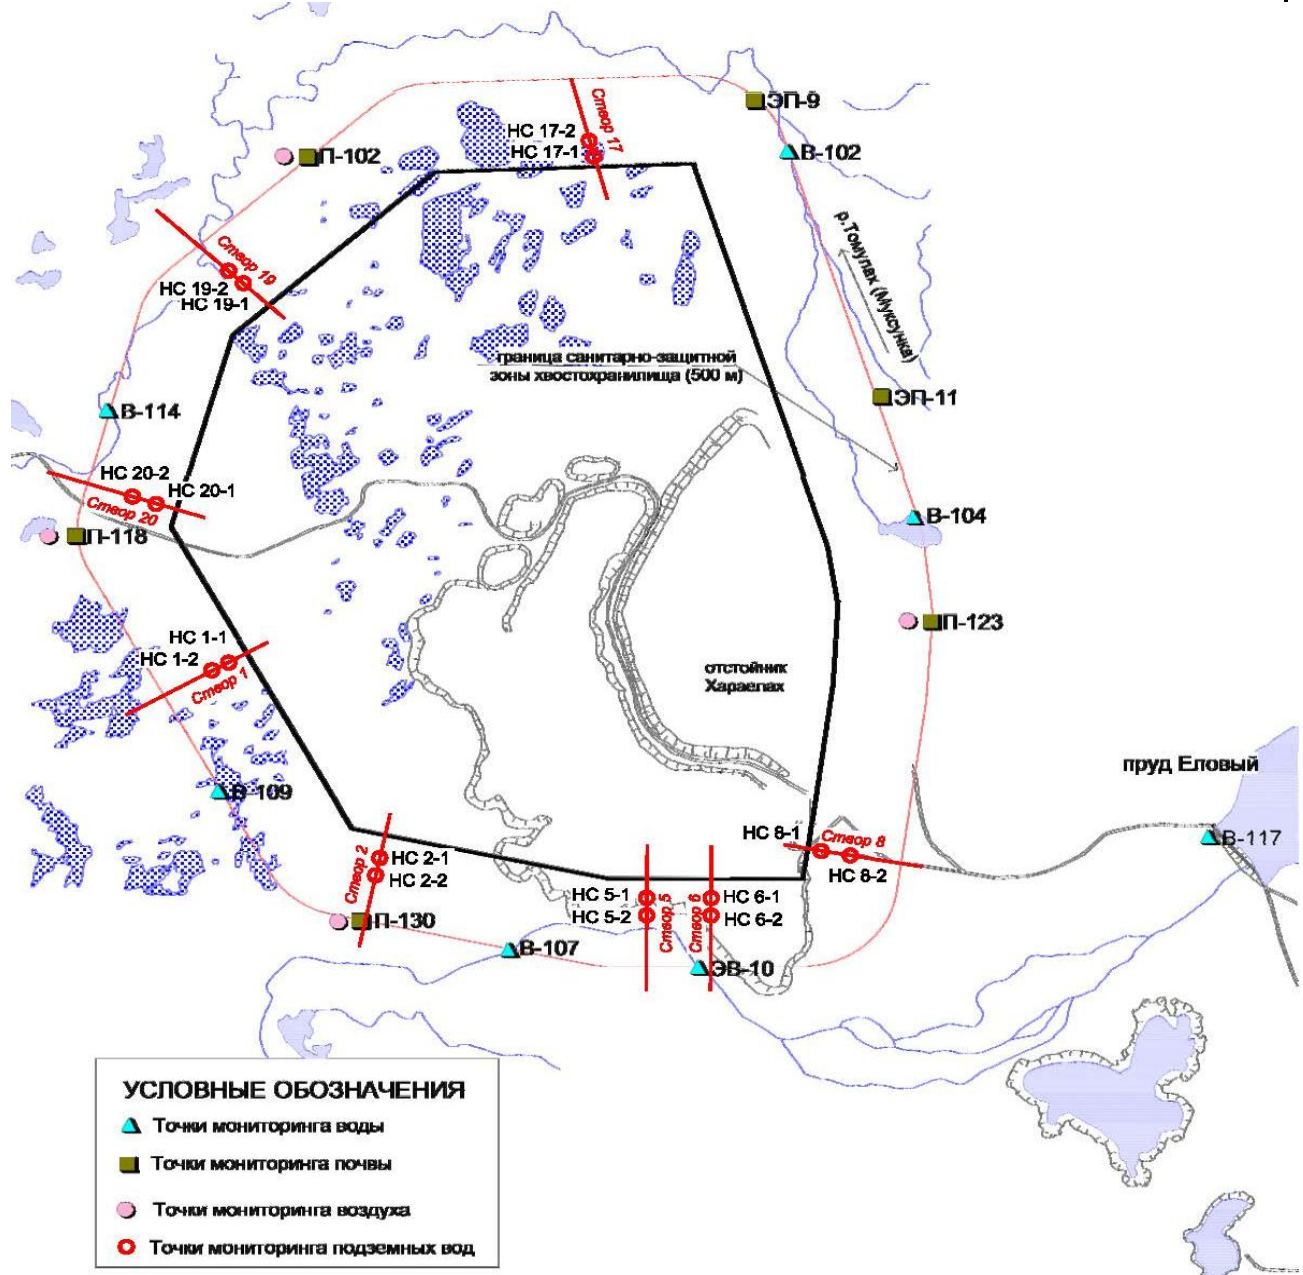 ЭП-9
Створ 17
НС 17-2
НС 17-1
В-102
П-102
р.Томулах (Муксунка)
Створ 19
НС 19-2
НС 19-1
граница санитарно-защитной
зоны хвостохранилища (500 м)
ЭП-11
В-114
НС 20-2
НС 20-1
Створ 20
В-104
П-118
П-123
НС 1-1
НС 1-2
Створ 1
отстойник
Хараелах
пруд Еловый
В-109
НС 8-1
Створ 8
НС 8-2
В-117
Створ 2
НС 2-1
НС 2-2
НС 5-1
НС 5-2
Створ 5
Створ 6
НС 6-1
НС 6-2
П-130
В-107
ЭВ-10
УСЛОВНЫЕ ОБОЗНАЧЕНИЯ
Точки мониторинга воды
Точки мониторинга почвы
Точки мониторинга воздуха
Точки мониторинга подземных вод